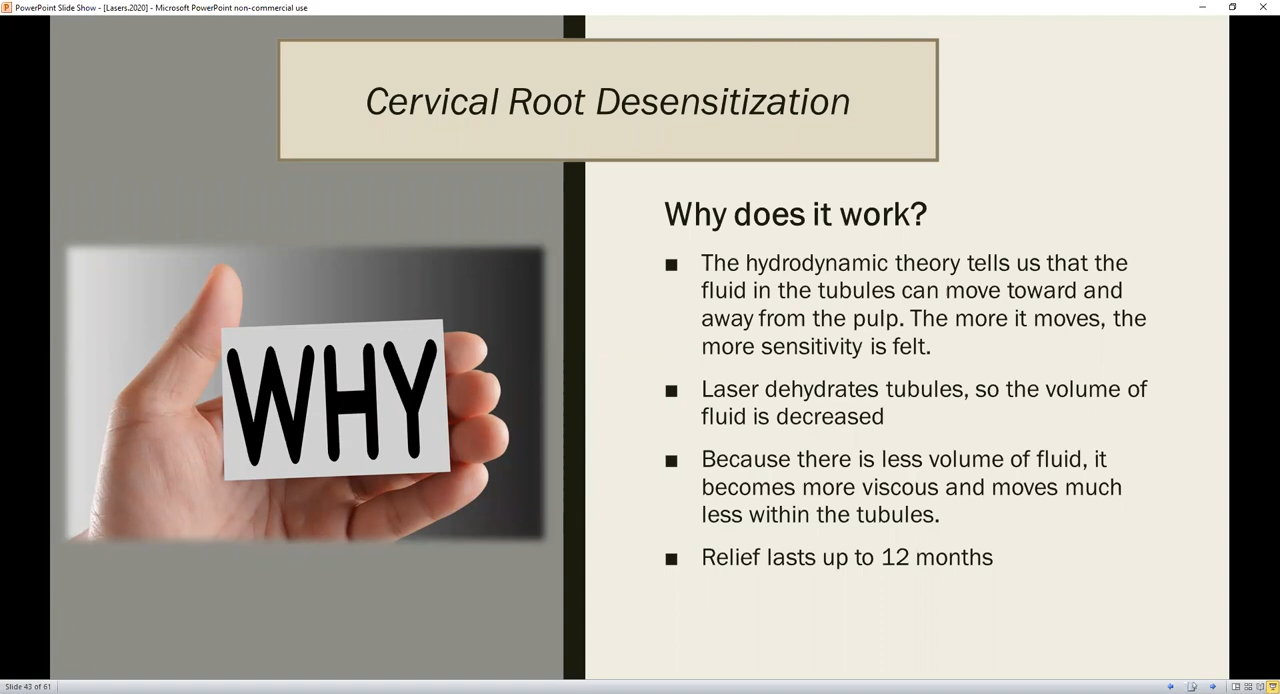 PowerPoint Slide Show - [Lasers.2020] - Microsoft PowerPoint non-commercial use
Cervical Root Desensitization
WHY
Why does it work?
■ The hydrodynamic theory tells us that the
fluid in the tubules can move toward and
away from the pulp. The more it moves, the
more sensitivity is felt.
■ Laser dehydrates tubules, so the volume of
fluid is decreased
■ Because there is less volume of fluid, it
becomes more viscous and moves much
less within the tubules.
■ Relief lasts up to 12 months
Slide 43 of 61